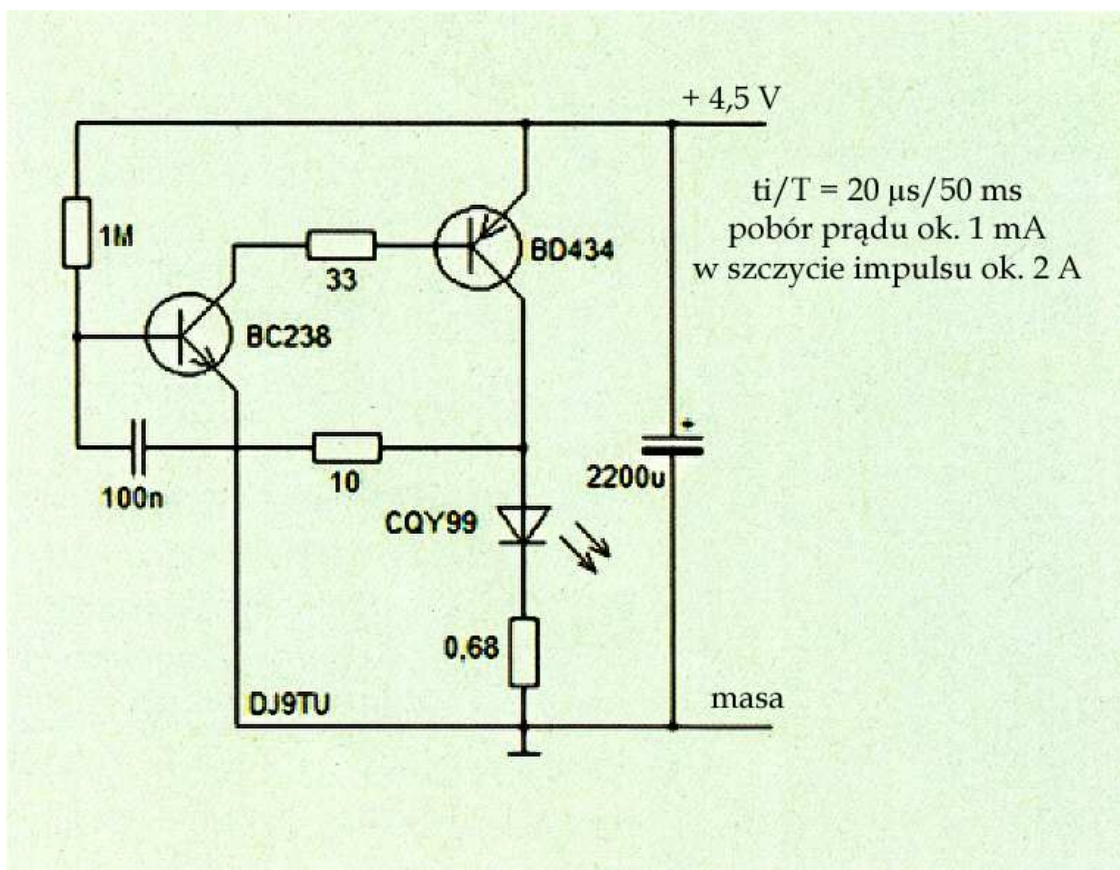 + 4,5 V
ti/T = 20 µs/50 ms
pobór prądu ok. 1 mA
w szczycie impulsu ok. 2 A
1M
BD434
33
BC238
10
100n
2200u
+
CQY99
0,68
DJ9TU
masa